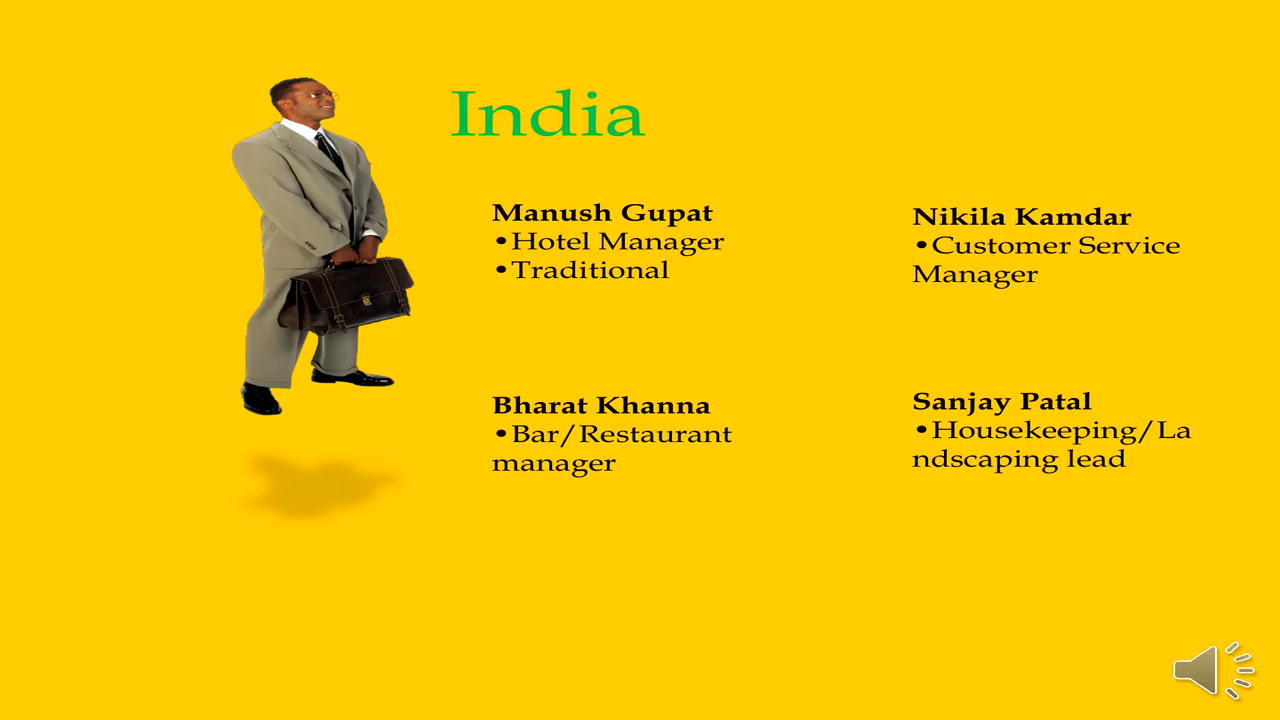 India
Manush Gupat
•Hotel Manager
•Traditional
Nikila Kamdar
•Customer Service
Manager
Bharat Khanna
•Bar/Restaurant
manager
Sanjay Patal
•Housekeeping/La
ndscaping lead